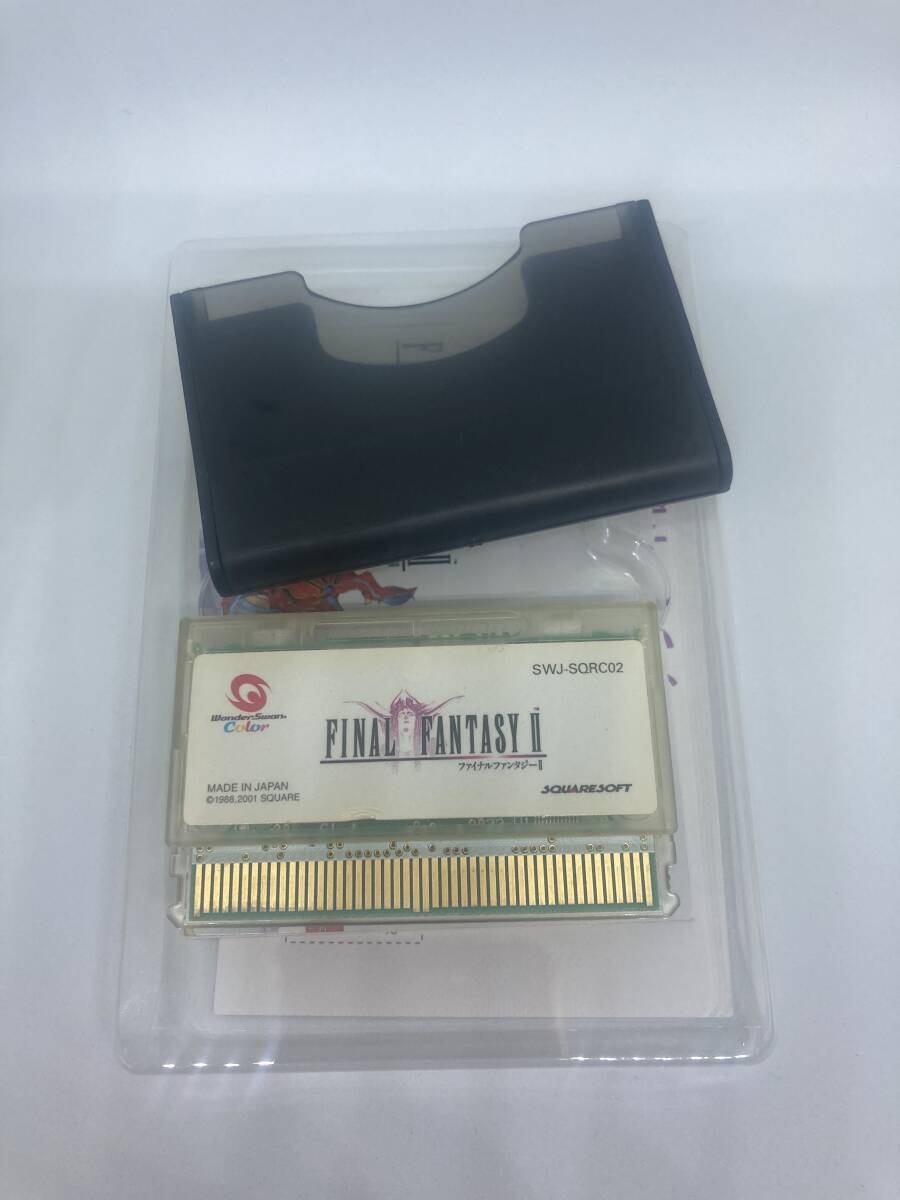 SWJ-SQRC02
WonderSwan
Color
FINAL FANTASY II
ファイナルファンタジーII
MADE IN JAPAN
©1988,2001 SQUARE
SQUARESOFT